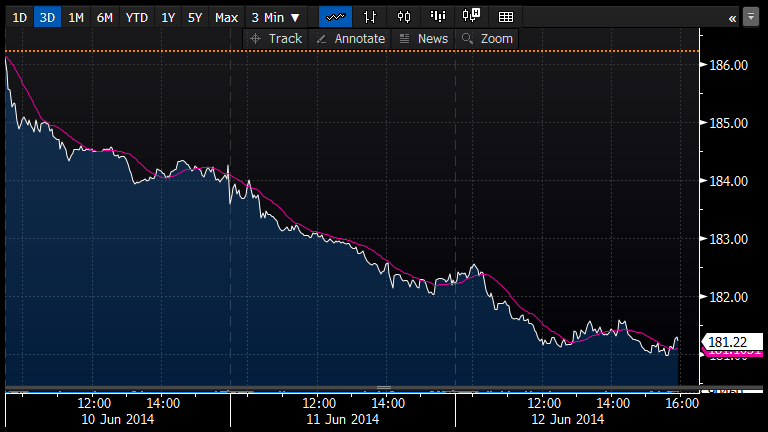 1D 3D 1M 6M YTD 1Y 5Y Max 3 Min ▼ «
Track Annotate News Zoom
186.00
185.00
184.00
183.00
182.00
181.22
181.00
12:00 14:00 12:00 14:00 12:00 14:00 16:00
10 Jun 2014 11 Jun 2014 12 Jun 2014